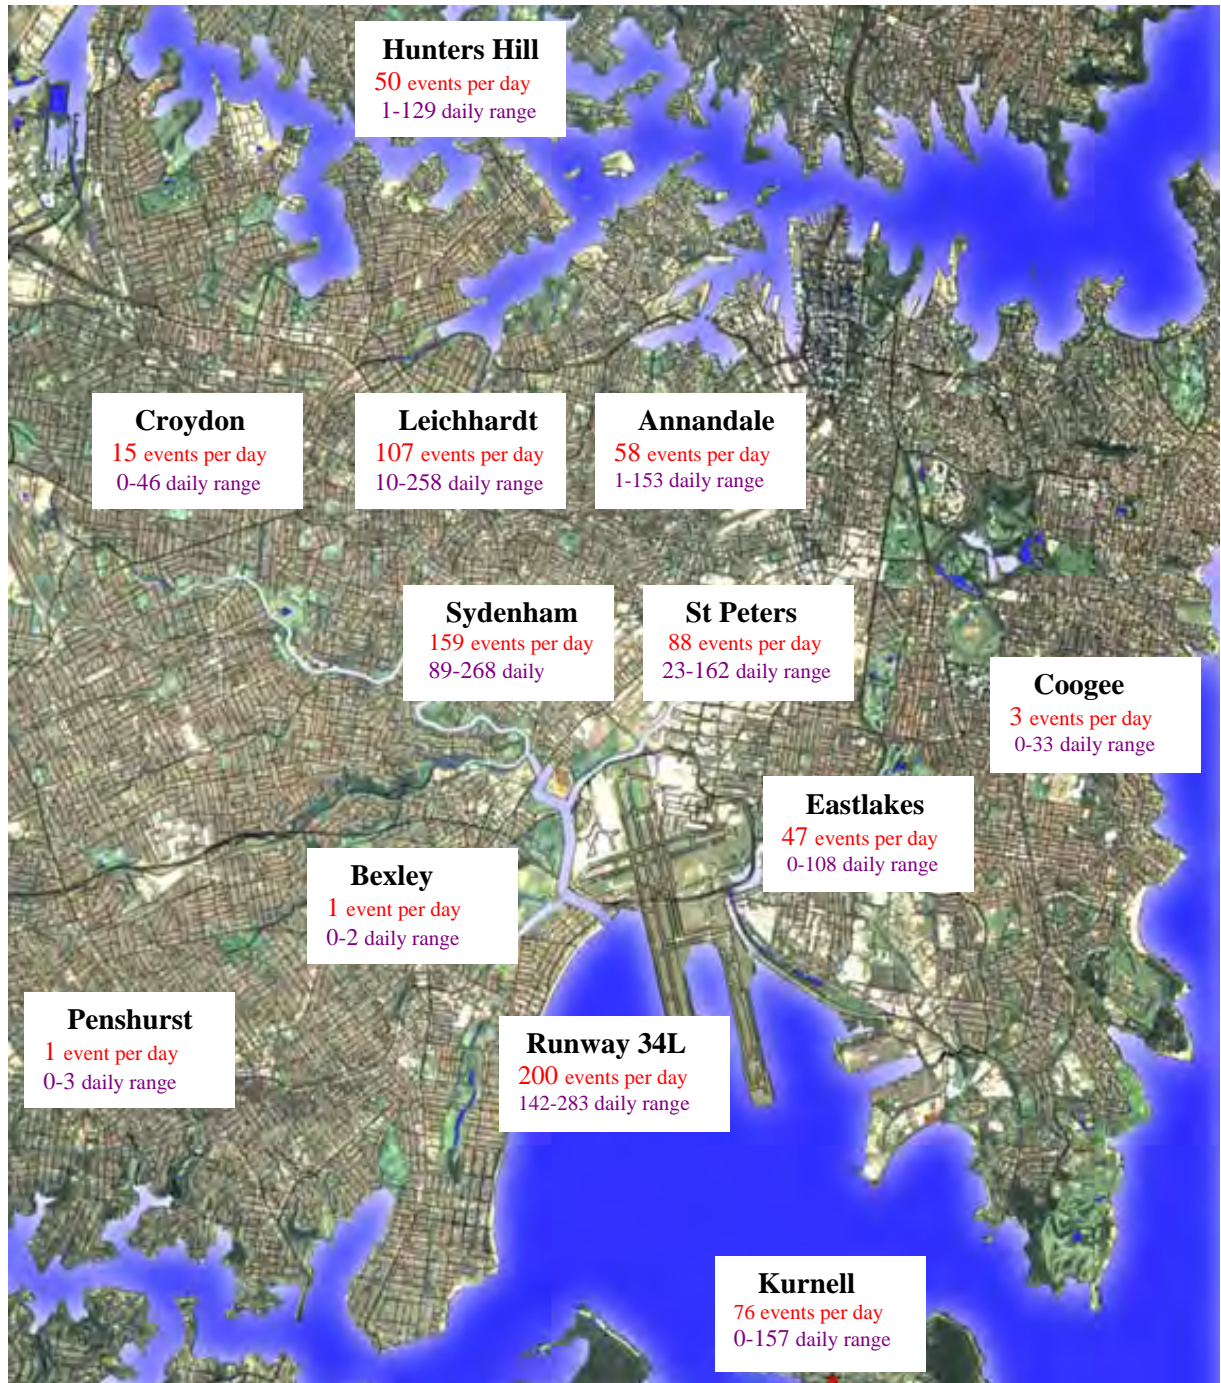 Hunters Hill
50 events per day
1-129 daily range
Croydon
15 events per day
0-46 daily range
Leichhardt
107 events per day
10-258 daily range
Annandale
58 events per day
1-153 daily range
Sydenham
159 events per day
89-268 daily
St Peters
88 events per day
23-162 daily range
Coogee
3 events per day
0-33 daily range
Eastlakes
47 events per day
0-108 daily range
Bexley
1 event per day
0-2 daily range
Penshurst
1 event per day
0-3 daily range
Runway 34L
200 events per day
142-283 daily range
Kurnell
76 events per day
0-157 daily range